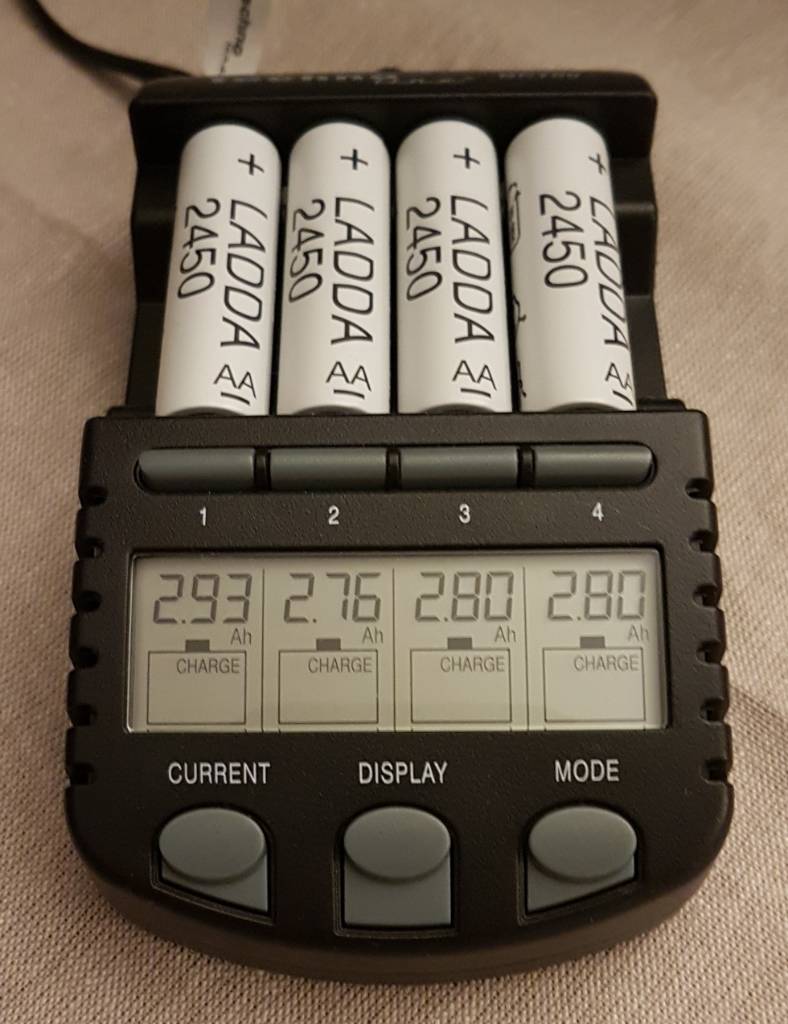 + LADDA AA
2450
+ LADDA AA
2450
+ LADDA AA
2450
+ LADDA AA
2450
1 2 3 4
2.93 Ah 2.76 Ah 2.80 Ah 2.80 Ah
CHARGE CHARGE CHARGE CHARGE
CURRENT DISPLAY MODE